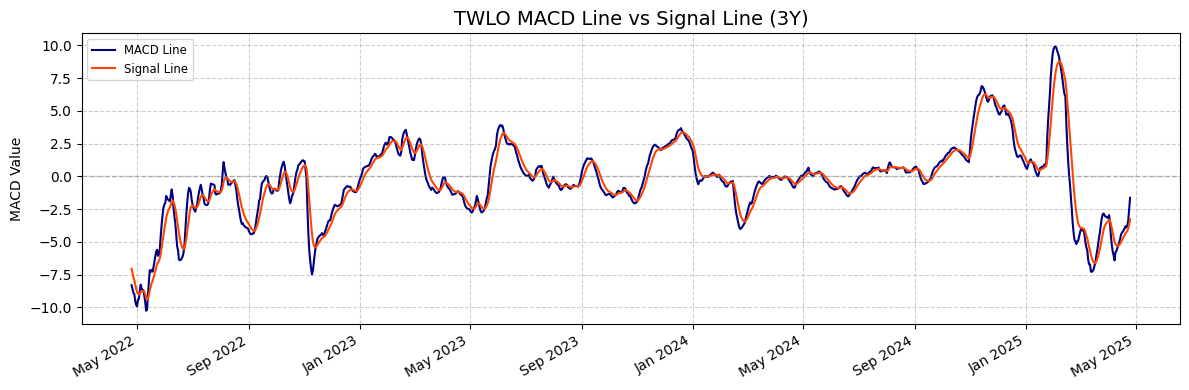 TWLO MACD Line vs Signal Line (3Y)
MACD Line
Signal Line
MACD Value
10.0
7.5
5.0
2.5
0.0
−2.5
−5.0
−7.5
−10.0
May 2022
Sep 2022
Jan 2023
May 2023
Sep 2023
Jan 2024
May 2024
Sep 2024
Jan 2025
May 2025